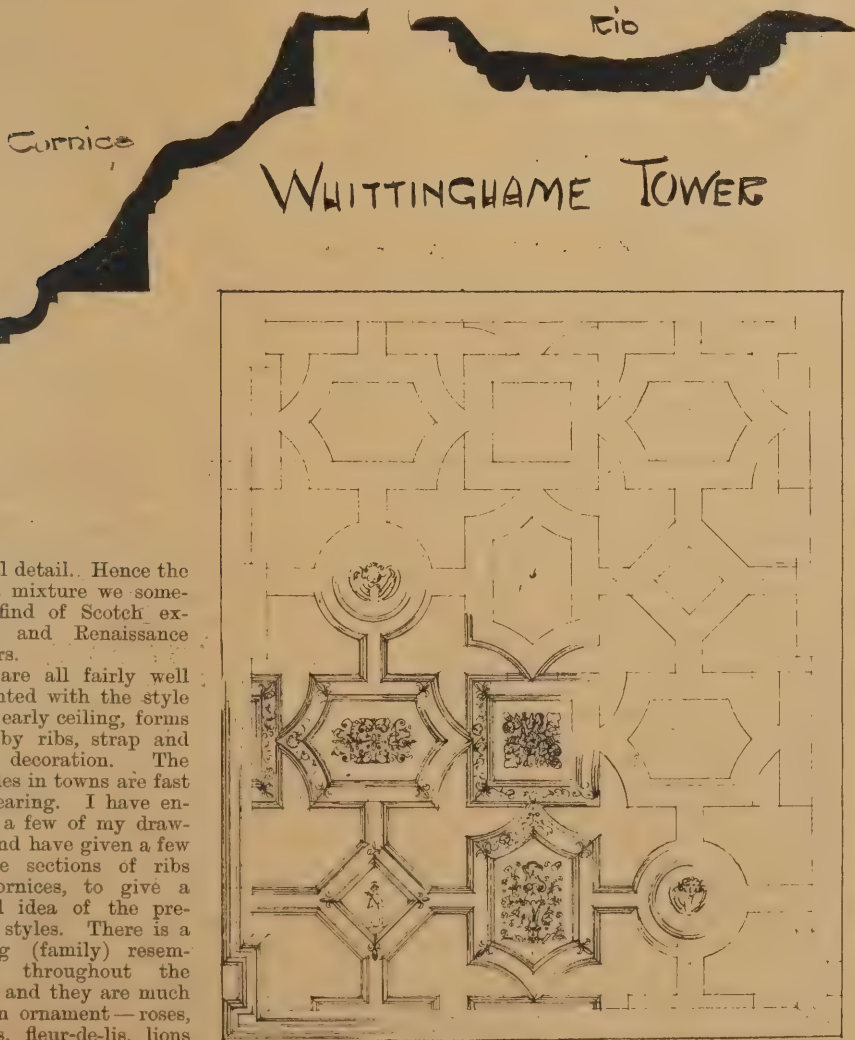 Rib
Cornice
WHITTINGHAME TOWER
l detail. Hence the
mixture we some-
find of Scotch ex-
and Renaissance
rs.
are all fairly well
nted with the style
early ceiling, forms
by ribs, strap and
decoration. The
les in towns are fast
earing. I have en-
a few of my draw-
nd have given a few
e sections of ribs
ornices, to give a
l idea of the pre-
styles. There is a
g (family) resem-
throughout the
and they are much
n ornament—roses,
s, fleur-de-lis, lions